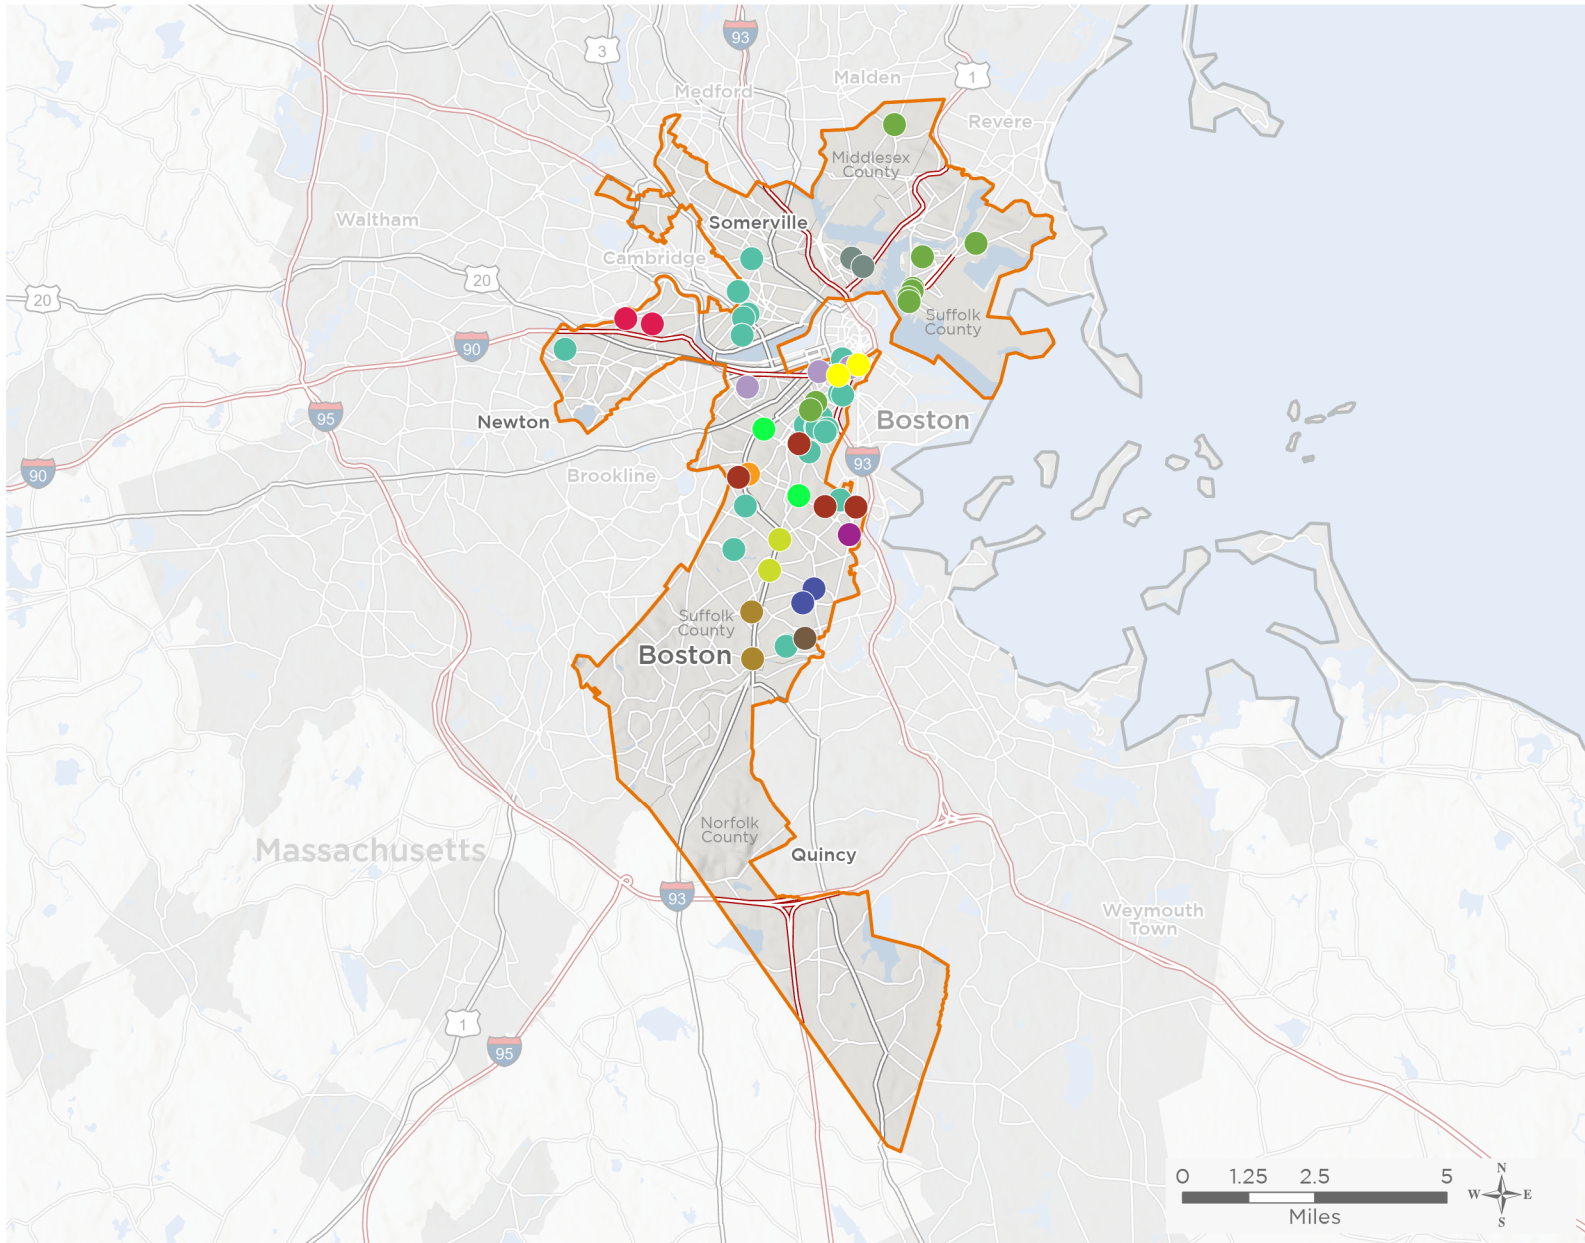 93
3
1
Malden
Medford
Revere
Middlesex
County
Waltham
Somerville
Cambridge
20
20
Suffolk
County
90
95
Newton
Boston
93
90
Brookline
Suffolk
County
Boston
Norfolk
County
Massachusetts
Quincy
93
Weymouth
Town
1
95
0 1.25 2.5 5
Miles
N
W E
S